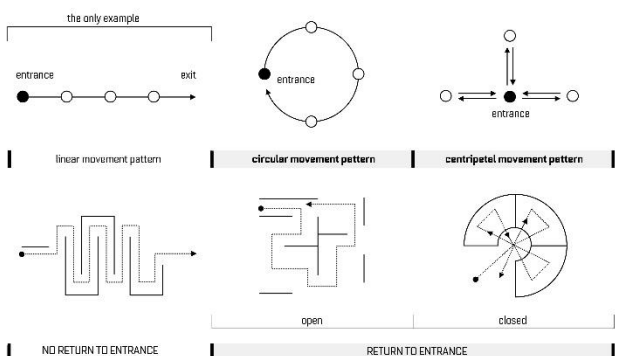 the only example
entrance
exit
entrance
entrance
linear movement pattern
circular movement pattern
centripetal movement pattern
open
closed
NO RETURN TO ENTRANCE
RETURN TO ENTRANCE